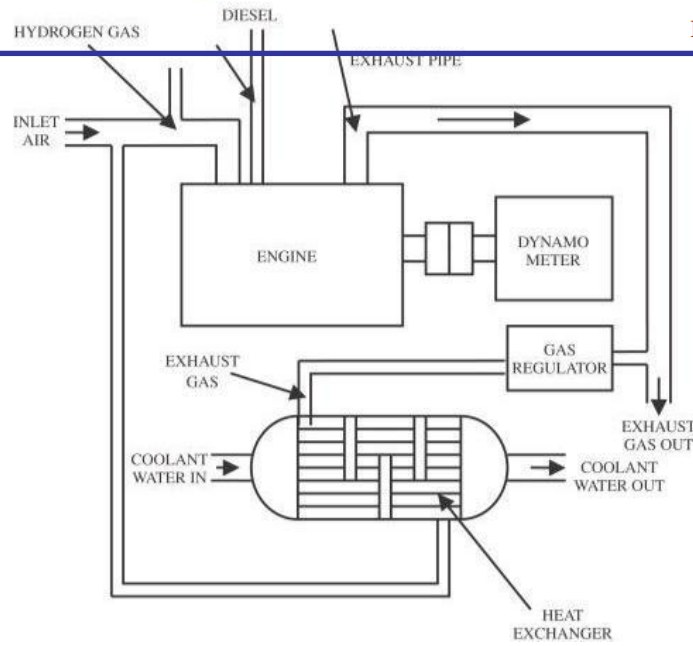 DIESEL
HYDROGEN GAS
EXHAUST PIPE
INLET
AIR
ENGINE
DYNAMO
METER
GAS
REGULATOR
EXHAUST
GAS
EXHAUST
GAS OUT
COOLANT
WATER IN
COOLANT
WATER OUT
HEAT
EXCHANGER